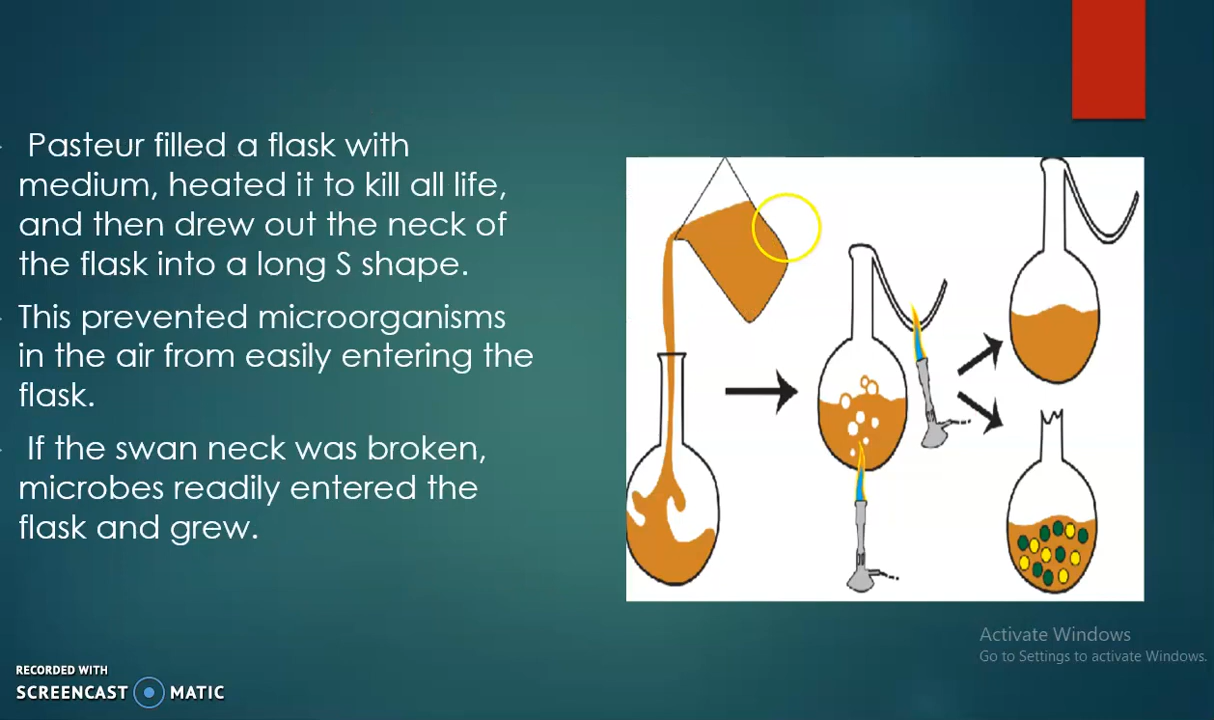 Pasteur filled a flask with
medium, heated it to kill all life,
and then drew out the neck of
the flask into a long S shape.
This prevented microorganisms
in the air from easily entering the
flask.
If the swan neck was broken,
microbes readily entered the
flask and grew.
Activate Windows
Go to Settings to activate Windows.
RECORDED WITH
SCREENCAST MATIC